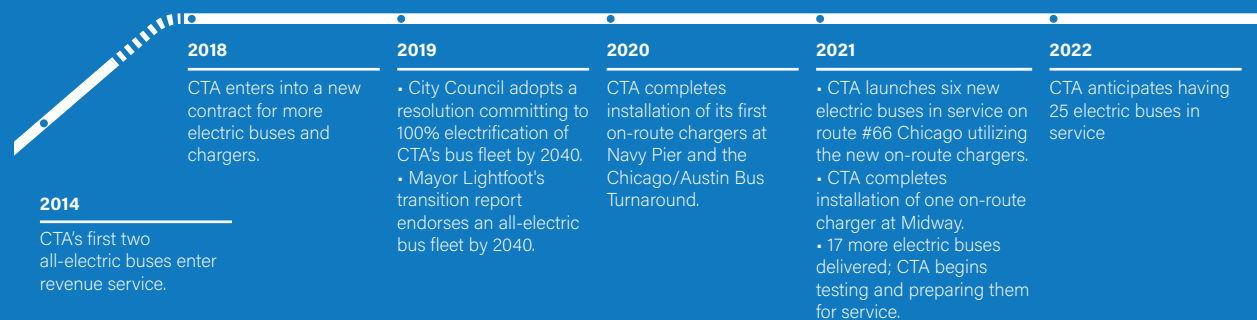 2014
CTA's first two
all-electric buses enter
revenue service.
2018
CTA enters into a new
contract for more
electric buses and
chargers.
2019
• City Council adopts a
resolution committing to
100% electrification of
CTA's bus fleet by 2040.
• Mayor Lightfoot's
transition report
endorses an all-electric
bus fleet by 2040.
2020
CTA completes
installation of its first
on-route chargers at
Navy Pier and the
Chicago/Austin Bus
Turnaround.
2021
• CTA launches six new
electric buses in service on
route #66 Chicago utilizing
the new on-route chargers.
• CTA completes
installation of one on-route
charger at Midway.
• 17 more electric buses
delivered; CTA begins
testing and preparing them
for service.
2022
CTA anticipates having
25 electric buses in
service